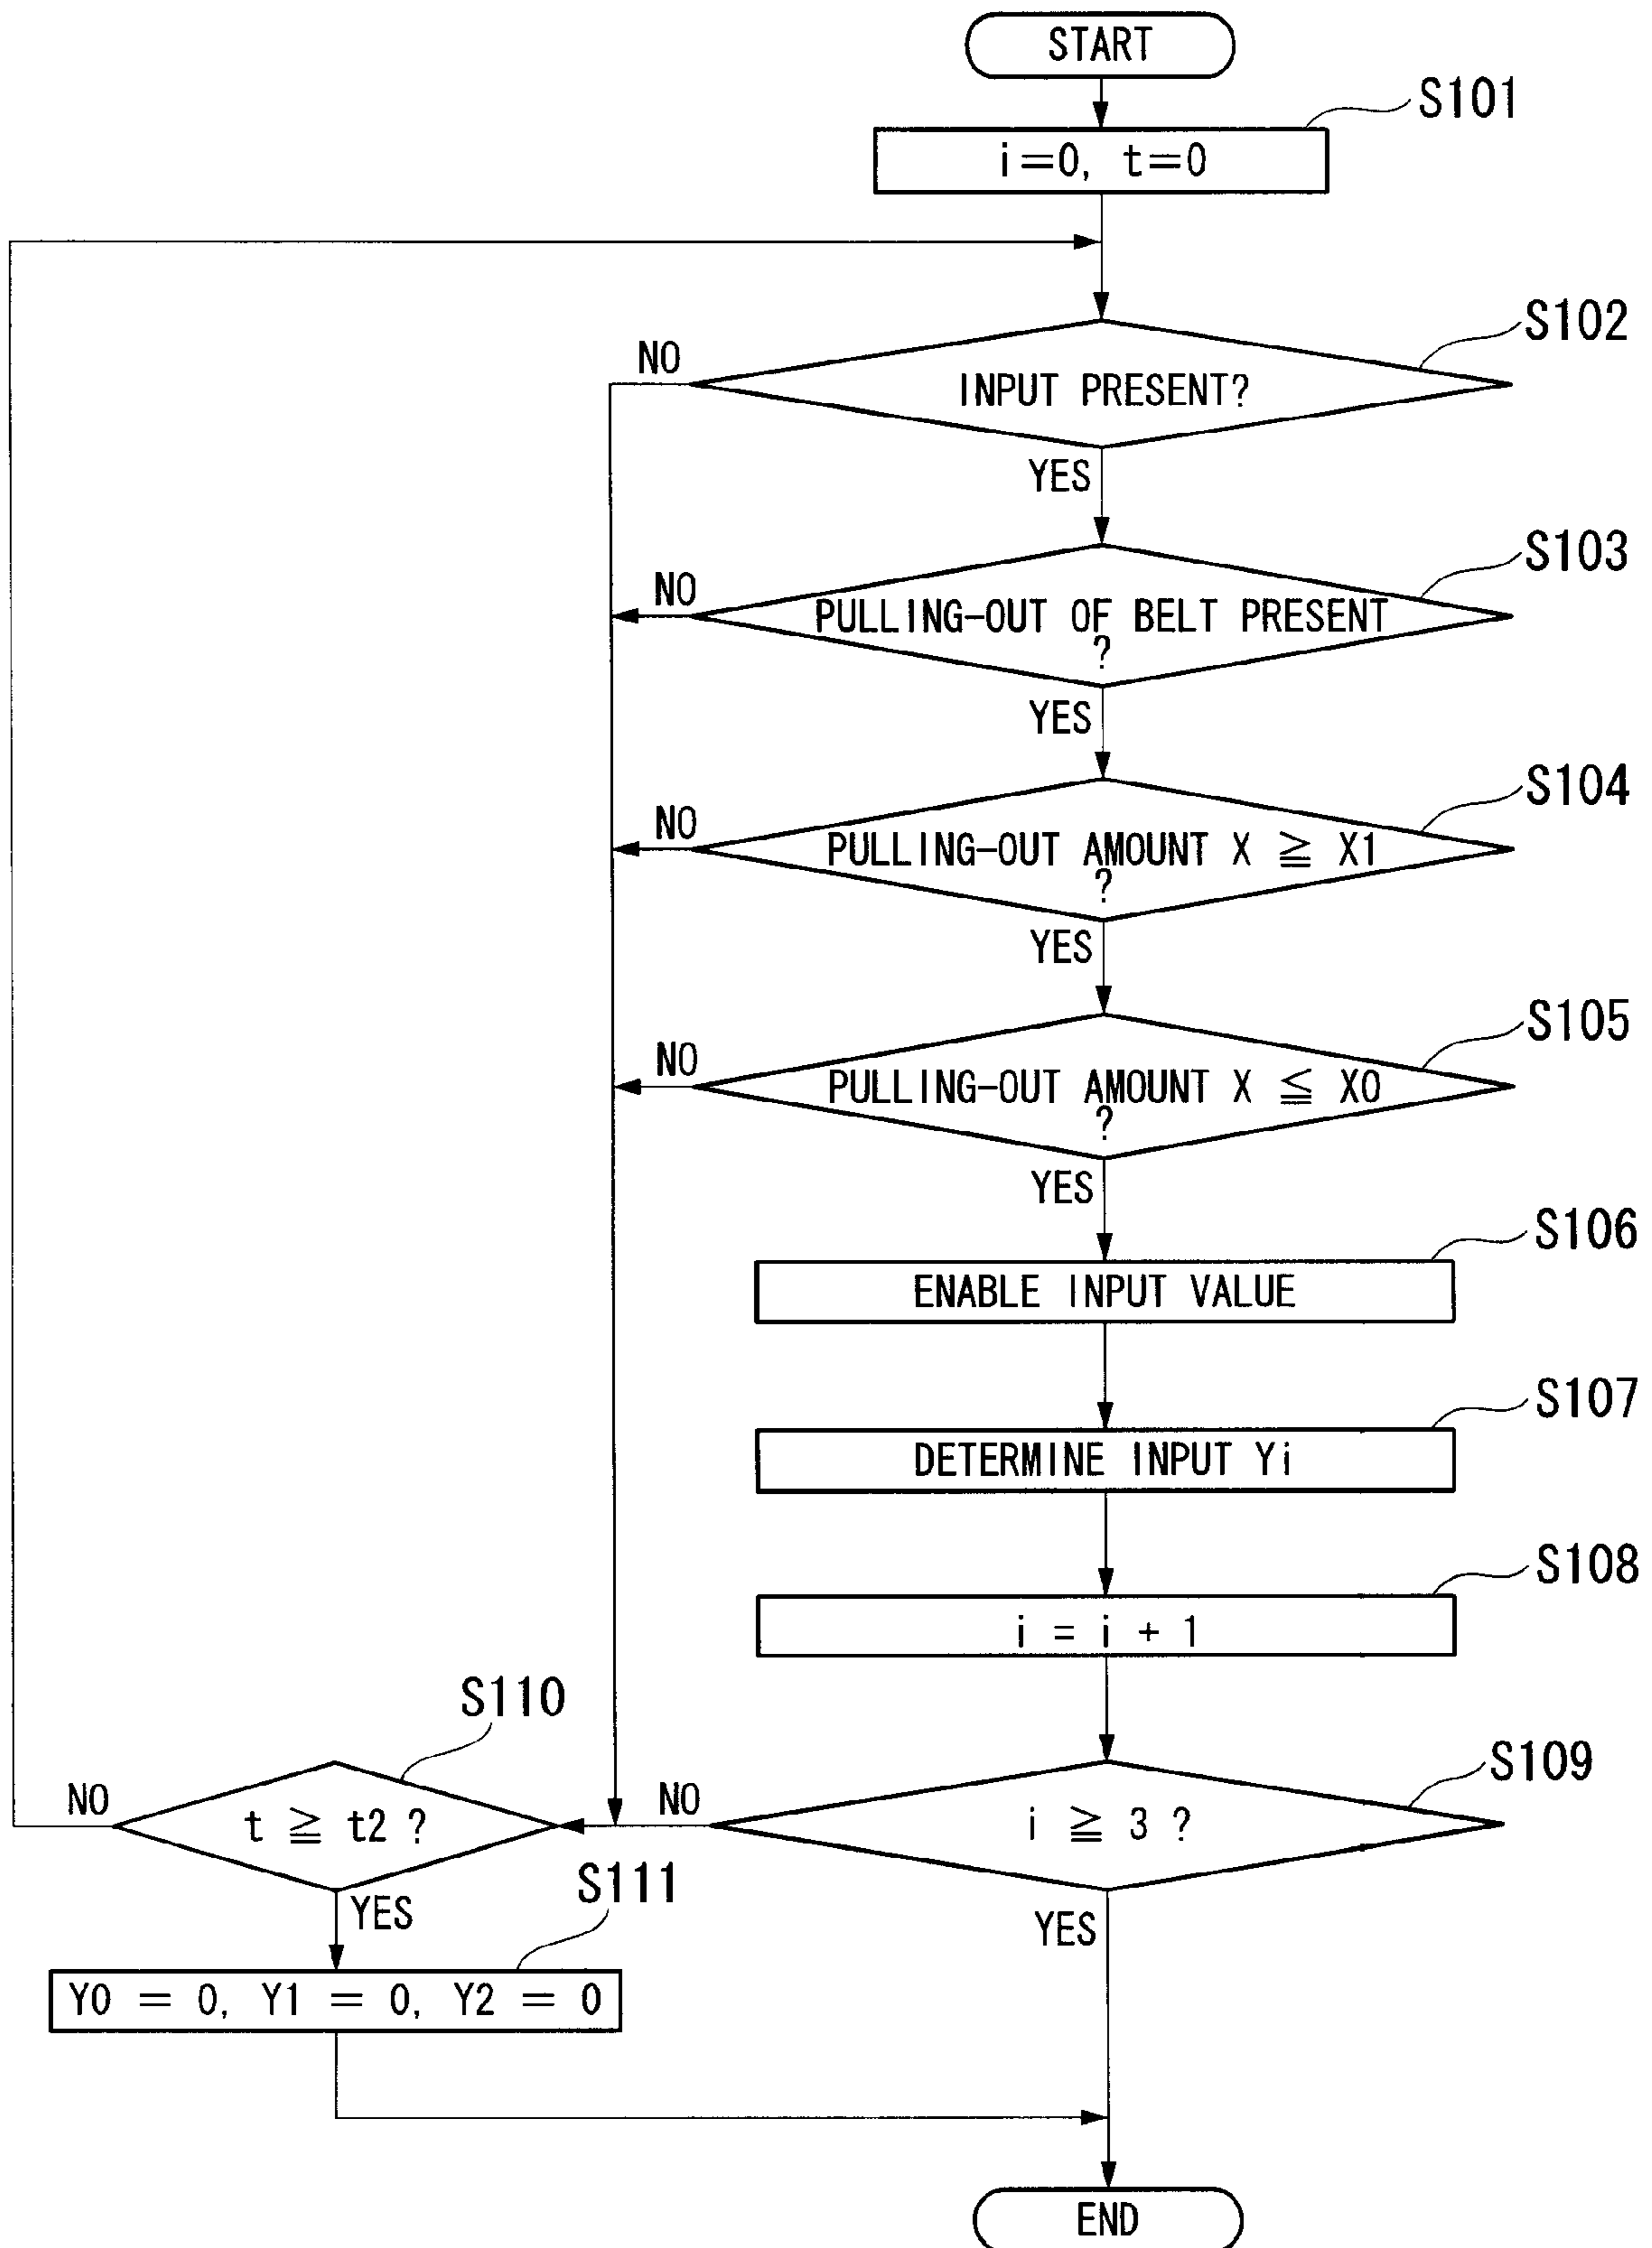 START
S101
i=0, t=0
S102
NO
INPUT PRESENT?
YES
S103
NO
PULLING-OUT OF BELT PRESENT
?
YES
S104
NO
PULLING-OUT AMOUNT X ≧ X1
?
YES
S105
NO
PULLING-OUT AMOUNT X ≦ X0
?
YES
S106
ENABLE INPUT VALUE
S107
DETERMINE INPUT Yi
S108
i = i + 1
S110
S109
NO
t ≧ t2 ?
NO
i ≧ 3 ?
S111
YES
YES
Y0 = 0, Y1 = 0, Y2 = 0
END